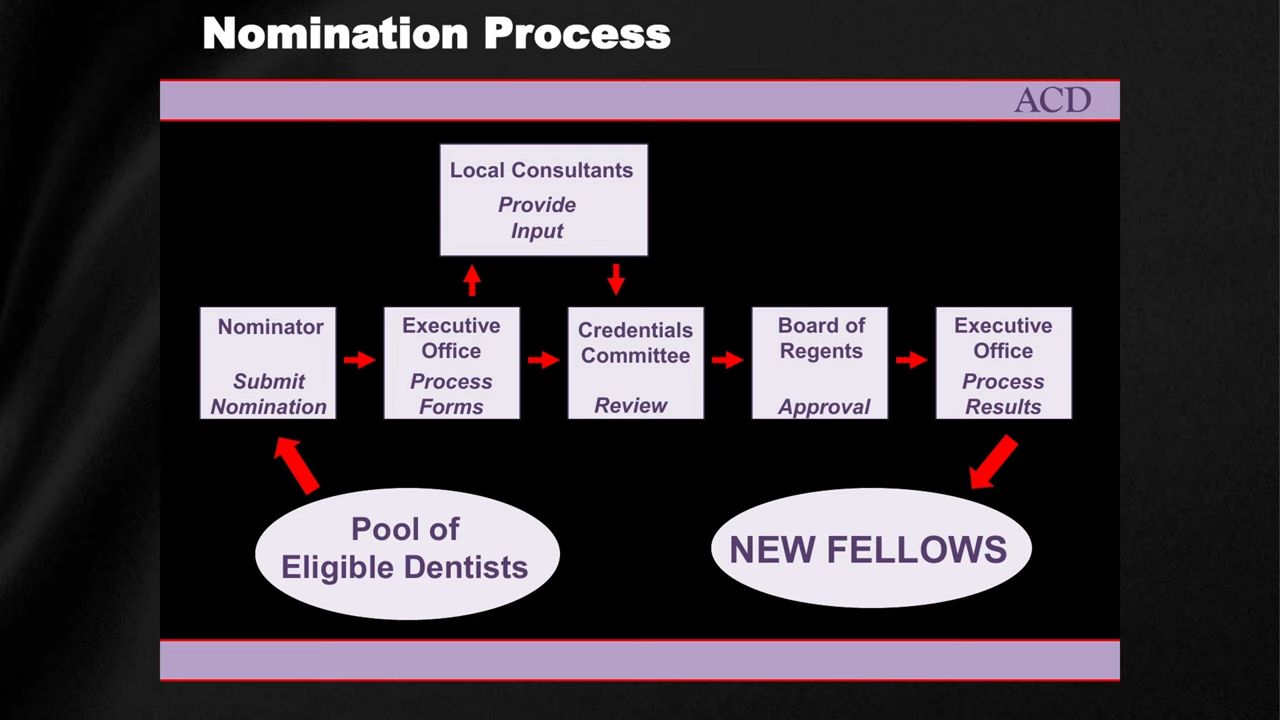 Nomination Process
ACD
Local Consultants
Provide
Input
Nominator
Submit
Nomination
Executive
Office
Process
Forms
Credentials
Committee
Review
Board of
Regents
Approval
Executive
Office
Process
Results
Pool of
Eligible Dentists
NEW FELLOWS